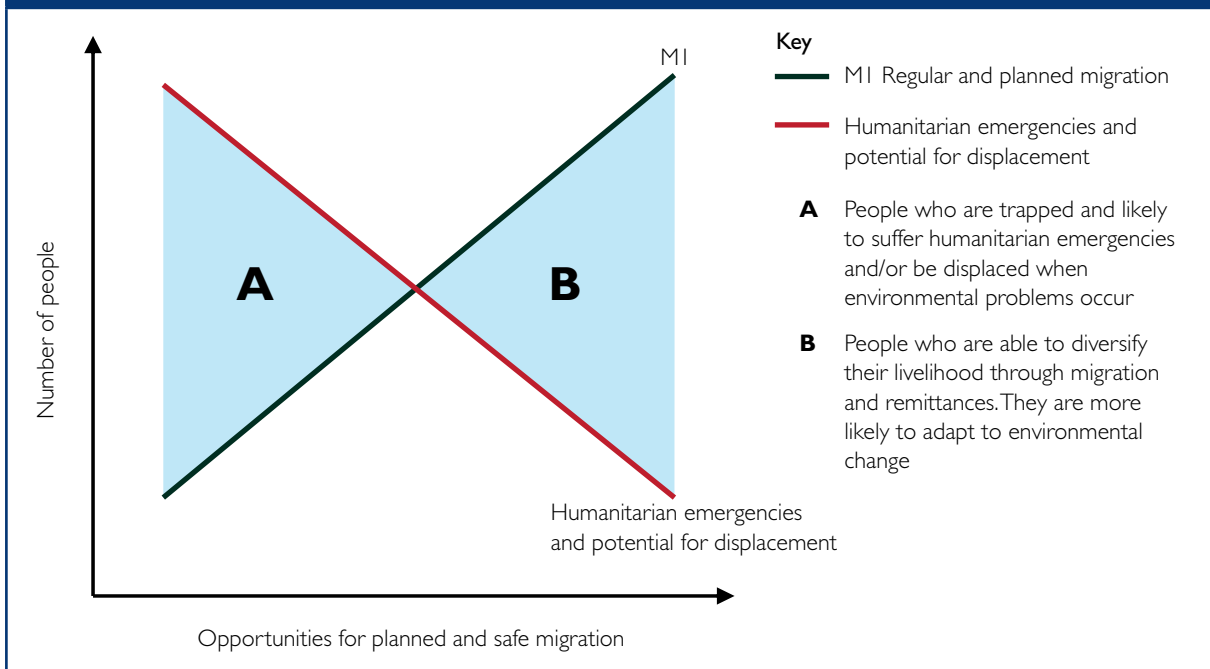 M1
Key
M1 Regular and planned migration
Humanitarian emergencies and
potential for displacement
A People who are trapped and likely
to suffer humanitarian emergencies
and/or be displaced when
environmental problems occur
B People who are able to diversify
their livelihood through migration
and remittances. They are more
likely to adapt to environmental
change
Number of people
A
B
Humanitarian emergencies
and potential for displacement
Opportunities for planned and safe migration